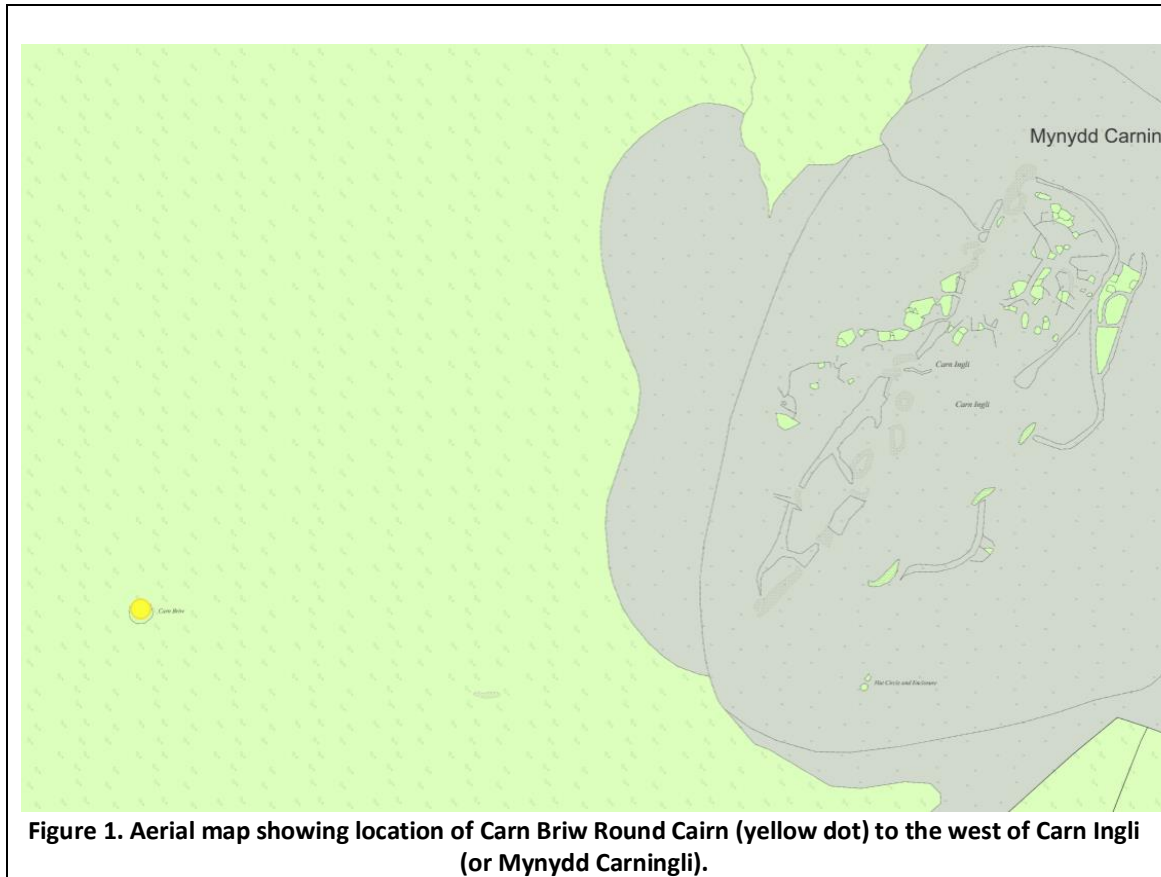 Mynydd Carnin
Carn Ingli
Carn Ingli
Carn Briw
Hut Circle and Enclosure
Figure 1. Aerial map showing location of Carn Briw Round Cairn (yellow dot) to the west of Carn Ingli
(or Mynydd Carningli).